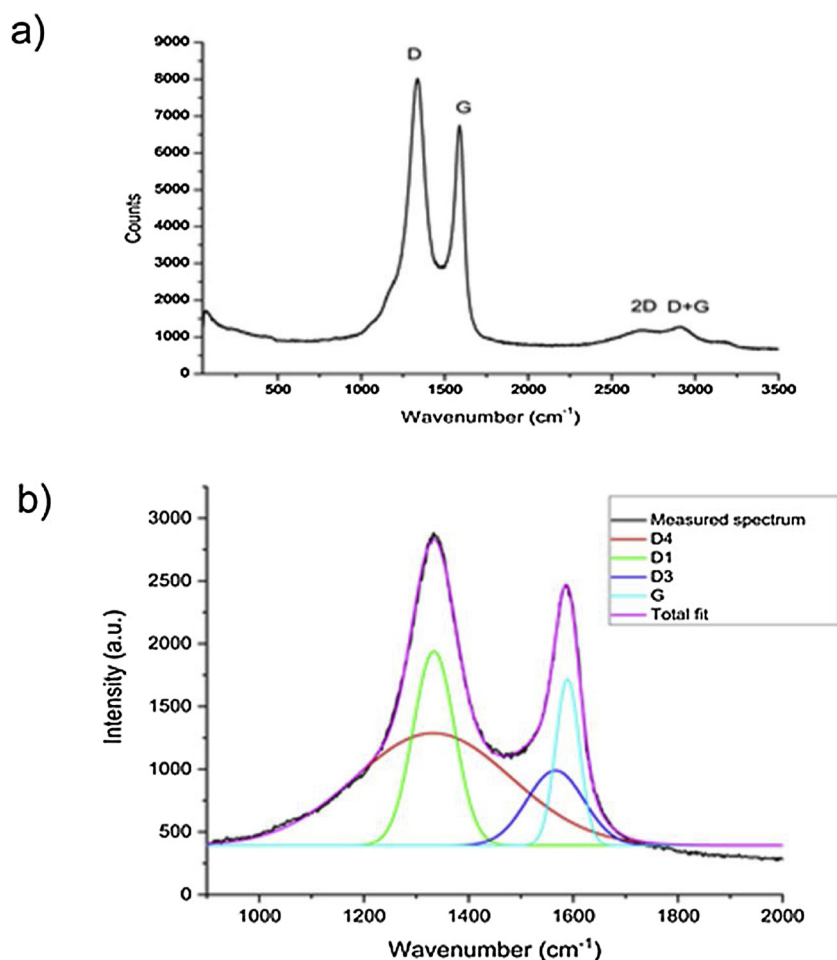 a)
9000
8000
7000
6000
5000
4000
3000
2000
1000
0
Counts
D
G
2D D+G
500 1000 1500 2000 2500 3000 3500
Wavenumber (cm⁻¹)
b)
3000
2500
2000
1500
1000
500
0
Intensity (a.u.)
Measured spectrum
D4
D1
D3
G
Total fit
1000 1200 1400 1600 1800 2000
Wavenumber (cm⁻¹)